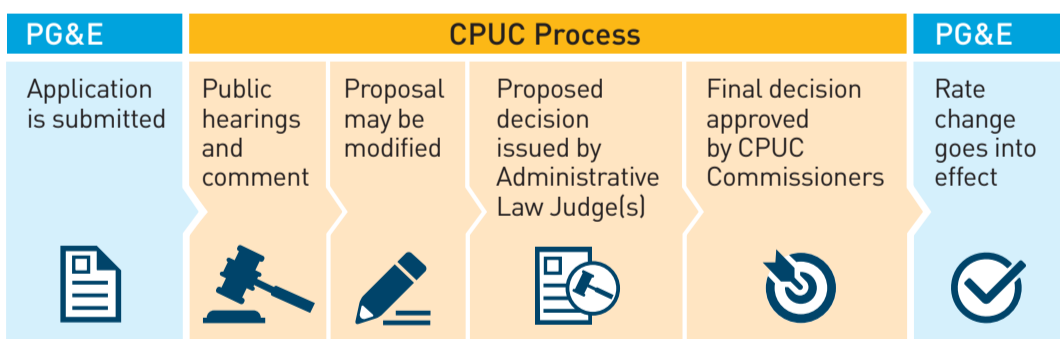 PG&E
CPUC Process
PG&E
Application
is submitted
Public
hearings
and
comment
Proposal
may be
modified
Proposed
decision
issued by
Administrative
Law Judge(s)
Final decision
approved
by CPUC
Commissioners
Rate
change
goes into
effect